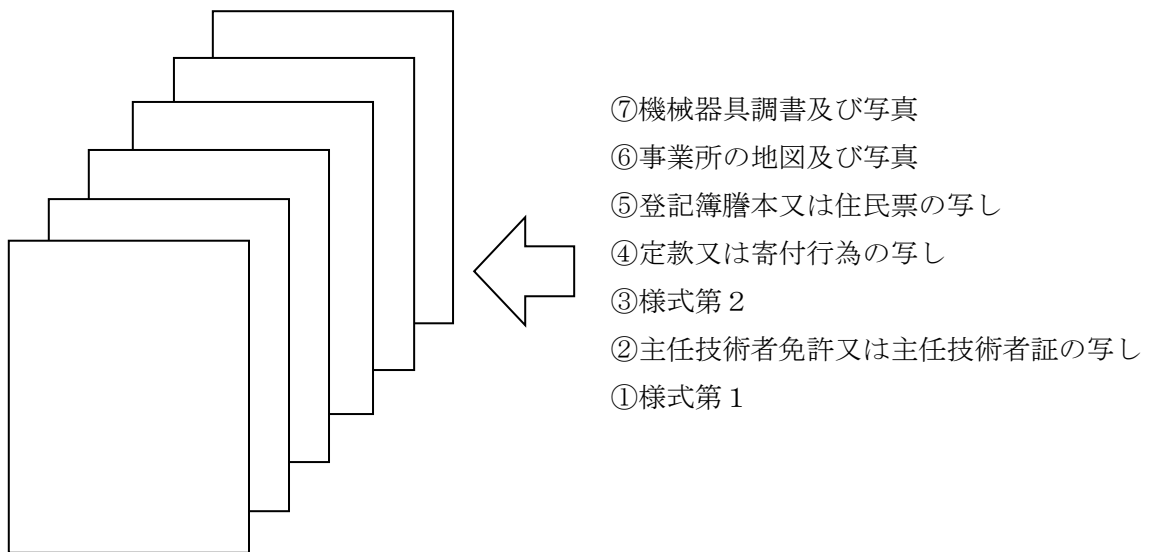 ⑦機械器具調書及び写真
⑥事業所の地図及び写真
⑤登記簿謄本又は住民票の写し
④定款又は寄付行為の写し
③様式第２
②主任技術者免許又は主任技術者証の写し
①様式第１